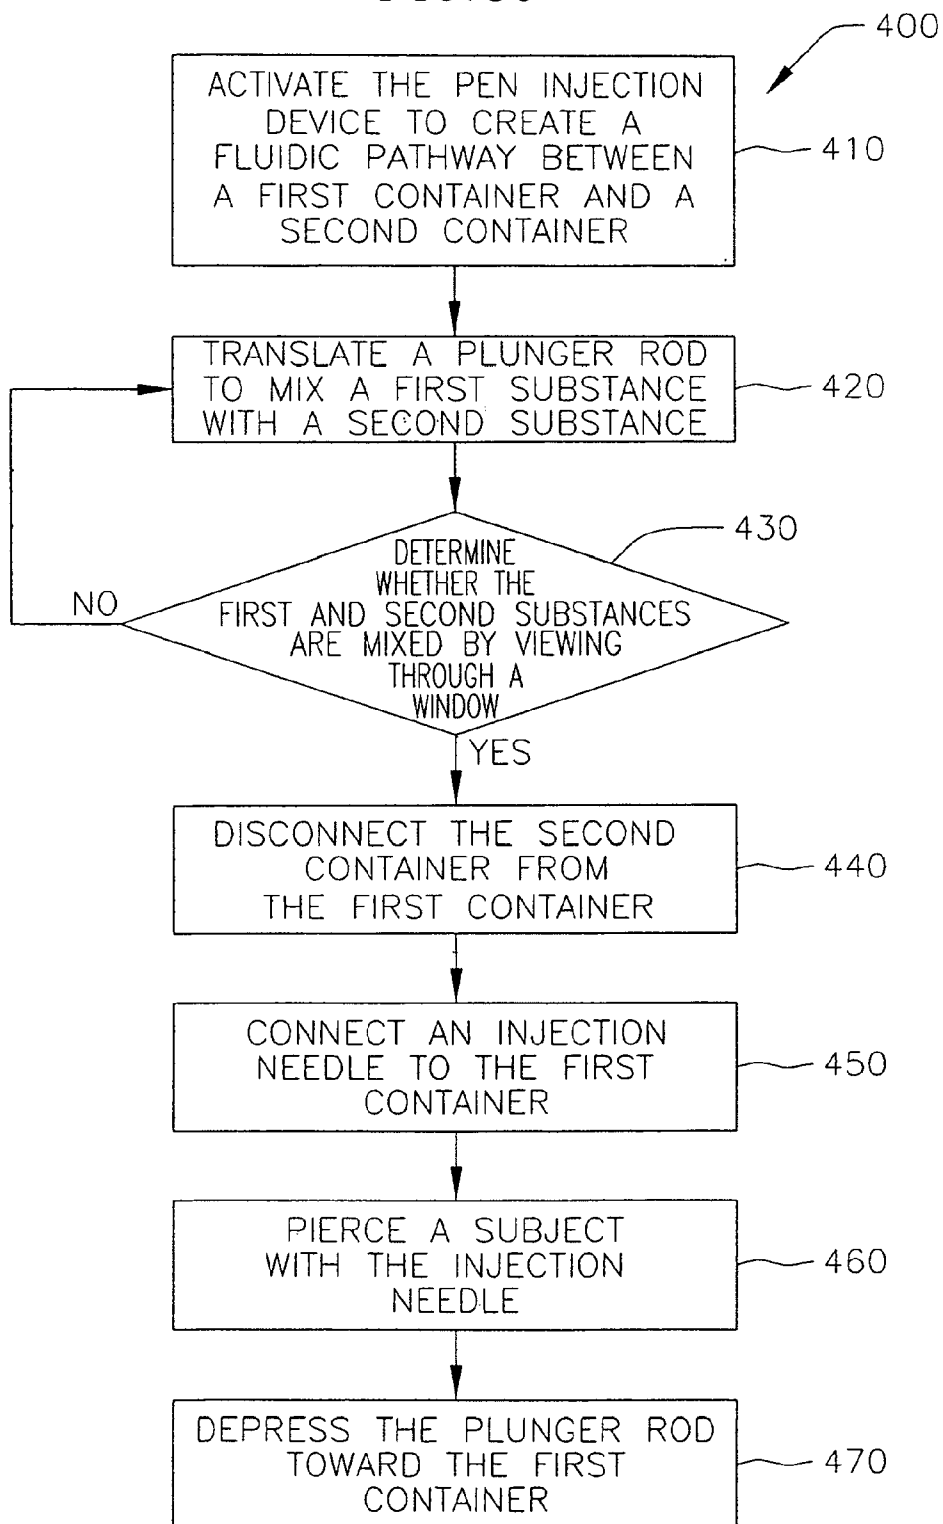 400
ACTIVATE THE PEN INJECTION
DEVICE TO CREATE A
FLUIDIC PATHWAY BETWEEN
A FIRST CONTAINER AND A
SECOND CONTAINER
410
TRANSLATE A PLUNGER ROD
TO MIX A FIRST SUBSTANCE
WITH A SECOND SUBSTANCE
420
DETERMINE
WHETHER THE
FIRST AND SECOND SUBSTANCES
ARE MIXED BY VIEWING
THROUGH A
WINDOW
430
NO
YES
DISCONNECT THE SECOND
CONTAINER FROM
THE FIRST CONTAINER
440
CONNECT AN INJECTION
NEEDLE TO THE FIRST
CONTAINER
450
PIERCE A SUBJECT
WITH THE INJECTION
NEEDLE
460
DEPRESS THE PLUNGER ROD
TOWARD THE FIRST
CONTAINER
470